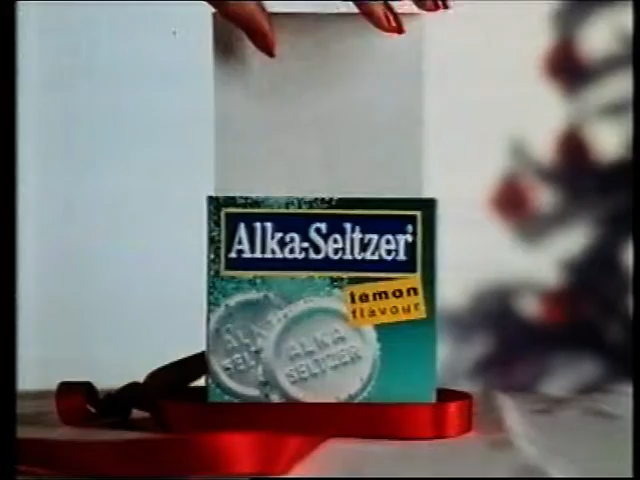 Alka-Seltzer®
lemon
flavour
ALKA
SELTZER
ALKA
SELTZER